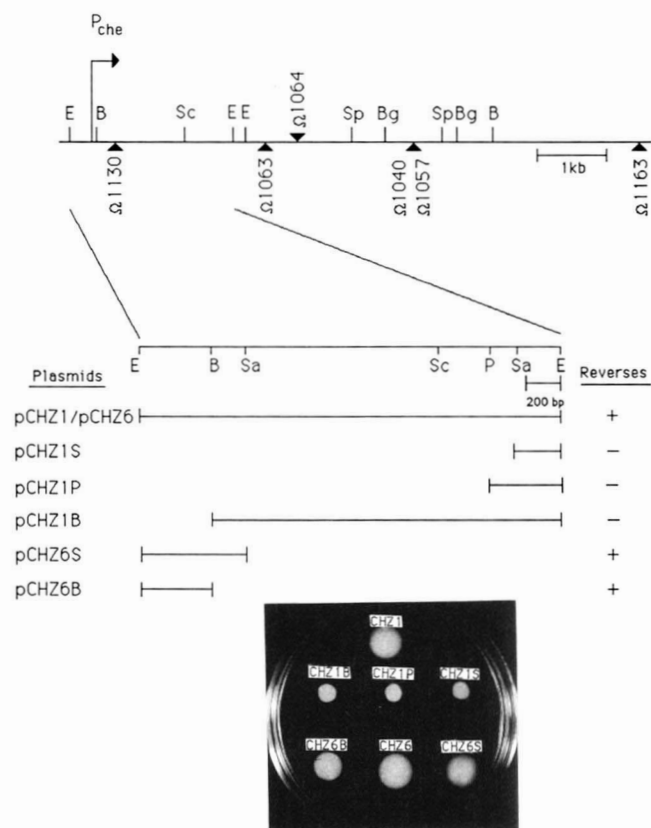 Pche
Ω1064
E B Sc E E Sp Bg Sp Bg B
1kb
Ω1130 Ω1063 Ω1040 Ω1057 Ω1163
E B Sa Sc P Sa E
Plasmids Reverses
200 bp
pCHZ1/pCHZ6 +
pCHZ1S −
pCHZ1P −
pCHZ1B −
pCHZ6S +
pCHZ6B +
CHZ1
CHZ1B CHZ1P CHZ1S
CHZ6B CHZ6 CHZ6S